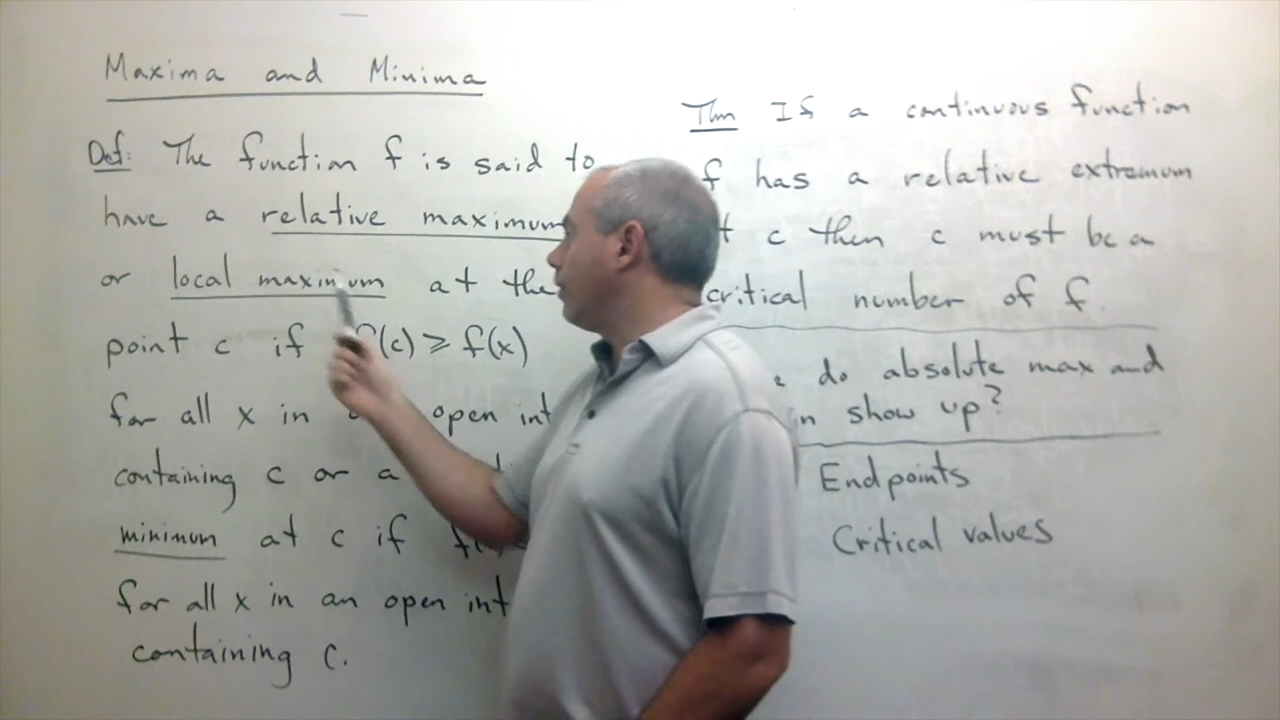 Maxima and Minima
Def: The function f is said to
have a relative maximum
or local maximum at the
point c if f(c) ≥ f(x)
for all x in open int
containing c or a
minimum at c if
for all x in an open int
containing c.
Thm If a continuous function
f has a relative extremum
c then c must be a
critical number of f.
do absolute max and
show up?
Endpoints
Critical values